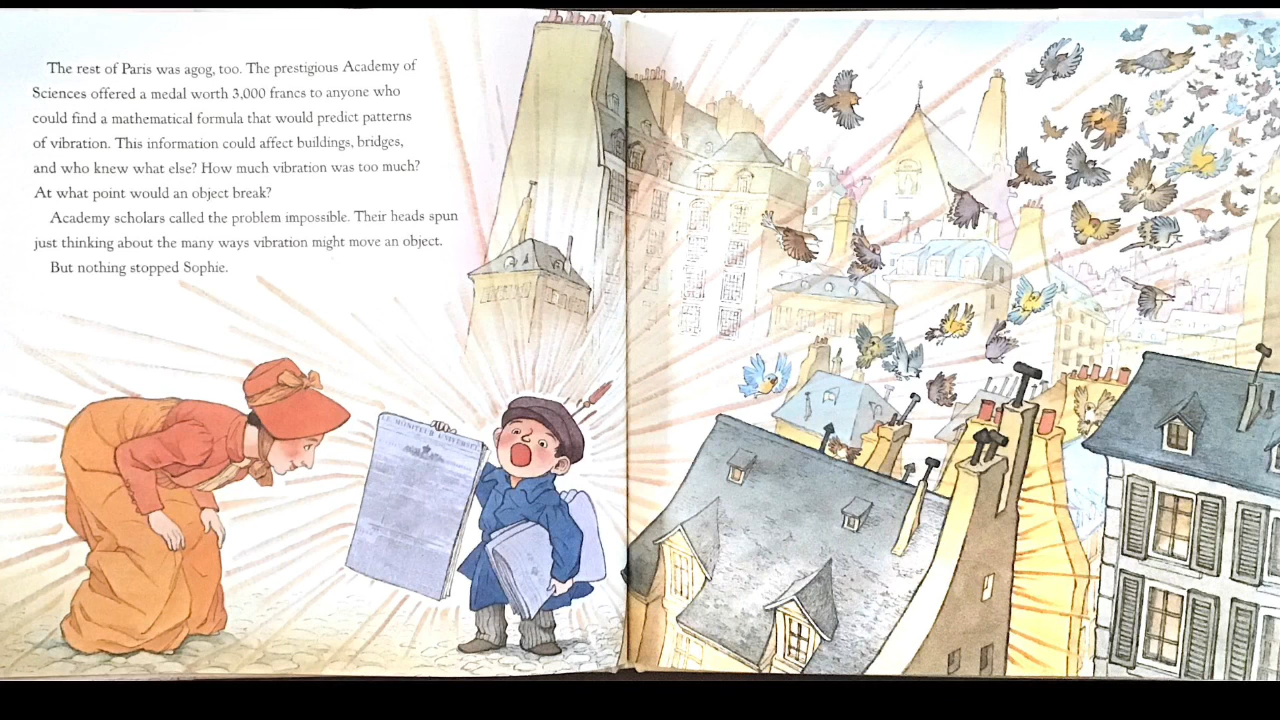 The rest of Paris was agog, too. The prestigious Academy of
Sciences offered a medal worth 3,000 francs to anyone who
could find a mathematical formula that would predict patterns
of vibration. This information could affect buildings, bridges,
and who knew what else? How much vibration was too much?
At what point would an object break?
Academy scholars called the problem impossible. Their heads spun
just thinking about the many ways vibration might move an object.
But nothing stopped Sophie.
MONITEUR UNIVERSEL